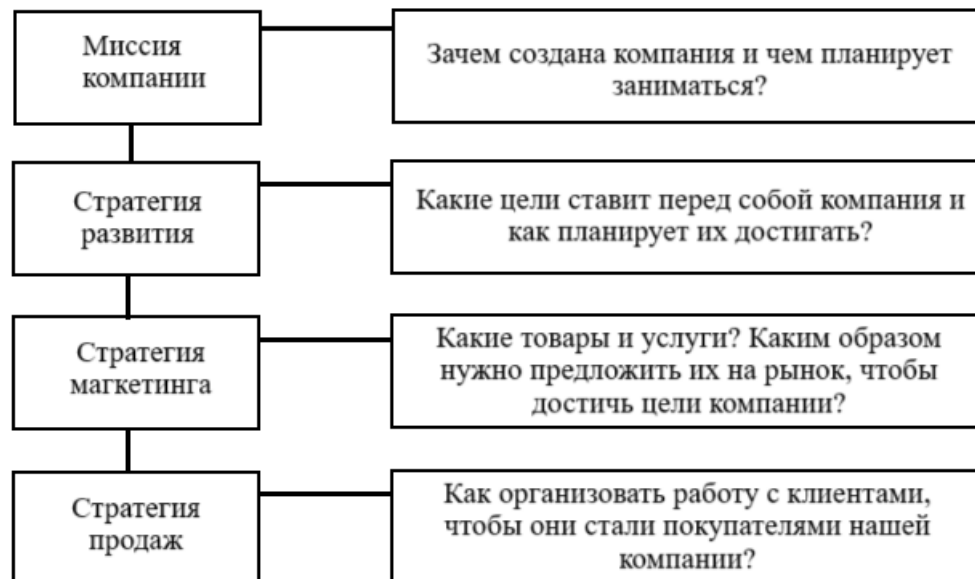 Миссия
компании
Зачем создана компания и чем планирует
заниматься?
Стратегия
развития
Какие цели ставит перед собой компания и
как планирует их достигать?
Стратегия
магкетинга
Какие товары и услуги? Каким образом
нужно предложить их на рынок, чтобы
достичь цели компании?
Стратегия
продаж
Как организовать работу с клиентами,
чтобы они стали покупателями нашей
компании?